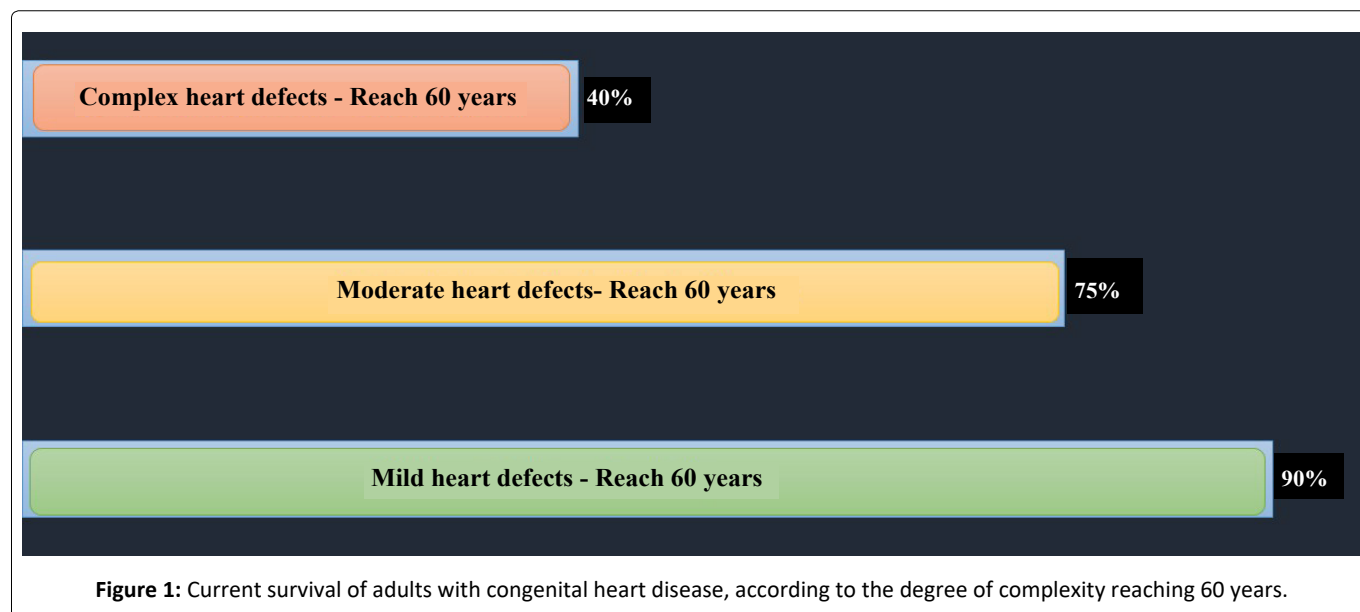 Complex heart defects - Reach 60 years
40%
Moderate heart defects- Reach 60 years
75%
Mild heart defects - Reach 60 years
90%
Figure 1: Current survival of adults with congenital heart disease, according to the degree of complexity reaching 60 years.